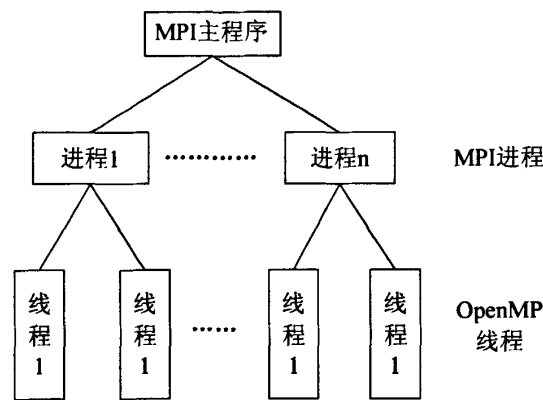 MPI主程序
进程1 ………… 进程n MPI进程
线程1 线程1 …… 线程1 线程1
OpenMP
线程